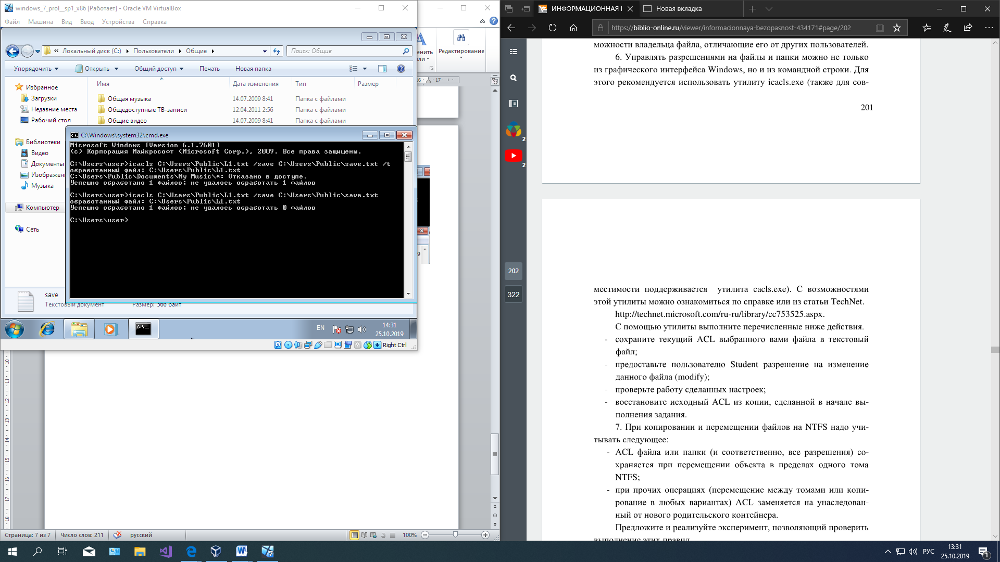 windows_7_prol__sp1_x86 [Работает] - Oracle VM VirtualBox
Файл Машина Вид Ввод Устройства Справка
« Локальный диск (C:) Пользователи Общие
Поиск: Общие
Упорядочить Открыть Общий доступ Печать Новая папка
Избранное
Загрузки
Недавние места
Рабочий стол
Библиотеки
Видео
Документы
Изображен
Музыка
Компьютер
Сеть
Имя Дата изменения Тип Размер
Общая музыка 14.07.2009 8:41 Папка с файлами
Общедоступные ТВ-записи 12.04.2011 2:56 Папка с файлами
Общие видео 14.07.2009 8:41 Папка с файлами
C:\Windows\system32\cmd.exe
Microsoft Windows [Version 6.1.7601]
(c) Корпорация Майкрософт (Microsoft Corp.), 2009. Все права защищены.
C:\Users\user>icacls C:\Users\Public\L1.txt /save C:\Users\Public\save.txt /t
обработанный файл: C:\Users\Public\L1.txt
C:\Users\Public\Documents\My Music\*: Отказано в доступе.
Успешно обработано 1 файлов; не удалось обработать 1 файлов
C:\Users\user>icacls C:\Users\Public\L1.txt /save C:\Users\Public\save.txt
обработанный файл: C:\Users\Public\L1.txt
Успешно обработано 1 файлов; не удалось обработать 0 файлов
C:\Users\user>
save
Текстовый документ Размер: 566 байт
EN
14:31
25.10.2019
Right Ctrl
Редактирование
Страница: 7 из 7 Число слов: 211 русский
100%
ИНФОРМАЦИОННАЯ Новая вкладка
https://biblio-online.ru/viewer/informacionnaya-bezopasnost-434171#page/202
2
2
202
322
можности владельца файла, отличающие его от других пользователей.
6. Управлять разрешениями на файлы и папки можно не только
из графического интерфейса Windows, но и из командной строки. Для
этого рекомендуется использовать утилиту icacls.exe (также для сов-
201
местимости поддерживается утилита cacls.exe). С возможностями
этой утилиты можно ознакомиться по справке или из статьи TechNet.
http://technet.microsoft.com/ru-ru/library/cc753525.aspx.
С помощью утилиты выполните перечисленные ниже действия.
- сохраните текущий ACL выбранного вами файла в текстовый
файл;
- предоставьте пользователю Student разрешение на изменение
данного файла (modify);
- проверьте работу сделанных настроек;
- восстановите исходный ACL из копии, сделанной в начале вы-
полнения задания.
7. При копировании и перемещении файлов на NTFS надо учи-
тывать следующее:
- ACL файла или папки (и соответственно, все разрешения) со-
храняется при перемещении объекта в пределах одного тома
NTFS;
- при прочих операциях (перемещение между томами или копи-
рование в любых вариантах) ACL заменяется на унаследован-
ный от нового родительского контейнера.
Предложите и реализуйте эксперимент, позволяющий проверить
выполнение этих правил.
РУС
13:31
25.10.2019
1